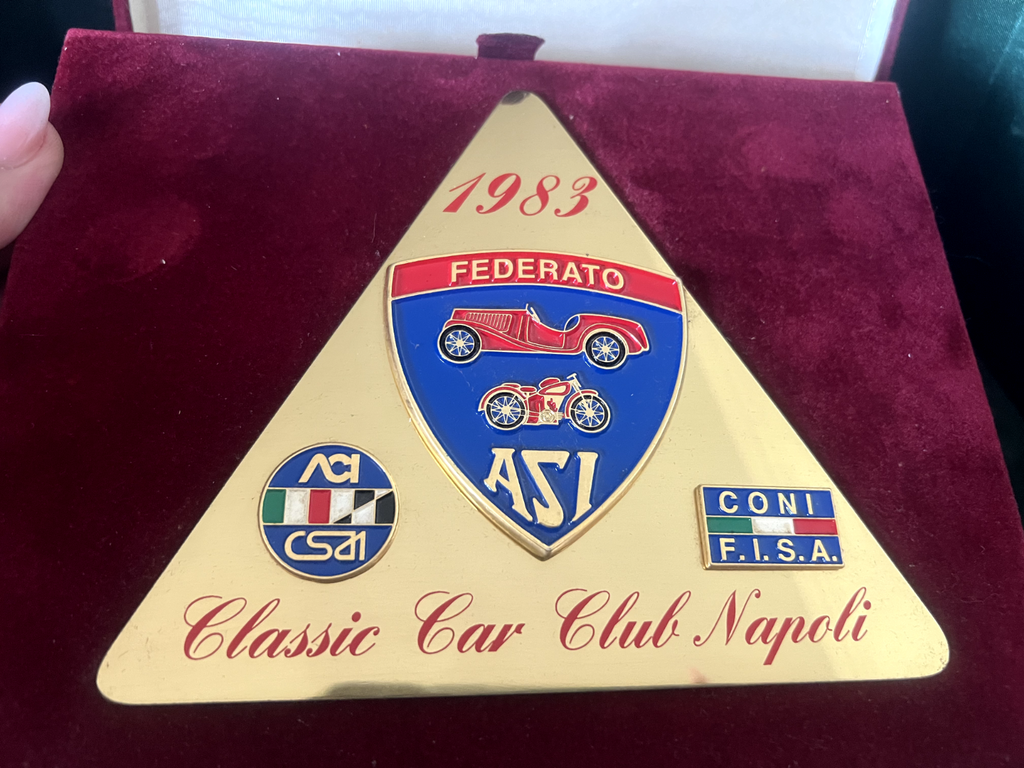 1983
FEDERATO
ASI
ACI
CSAI
CONI
F.I.S.A.
Classic Car Club Napoli